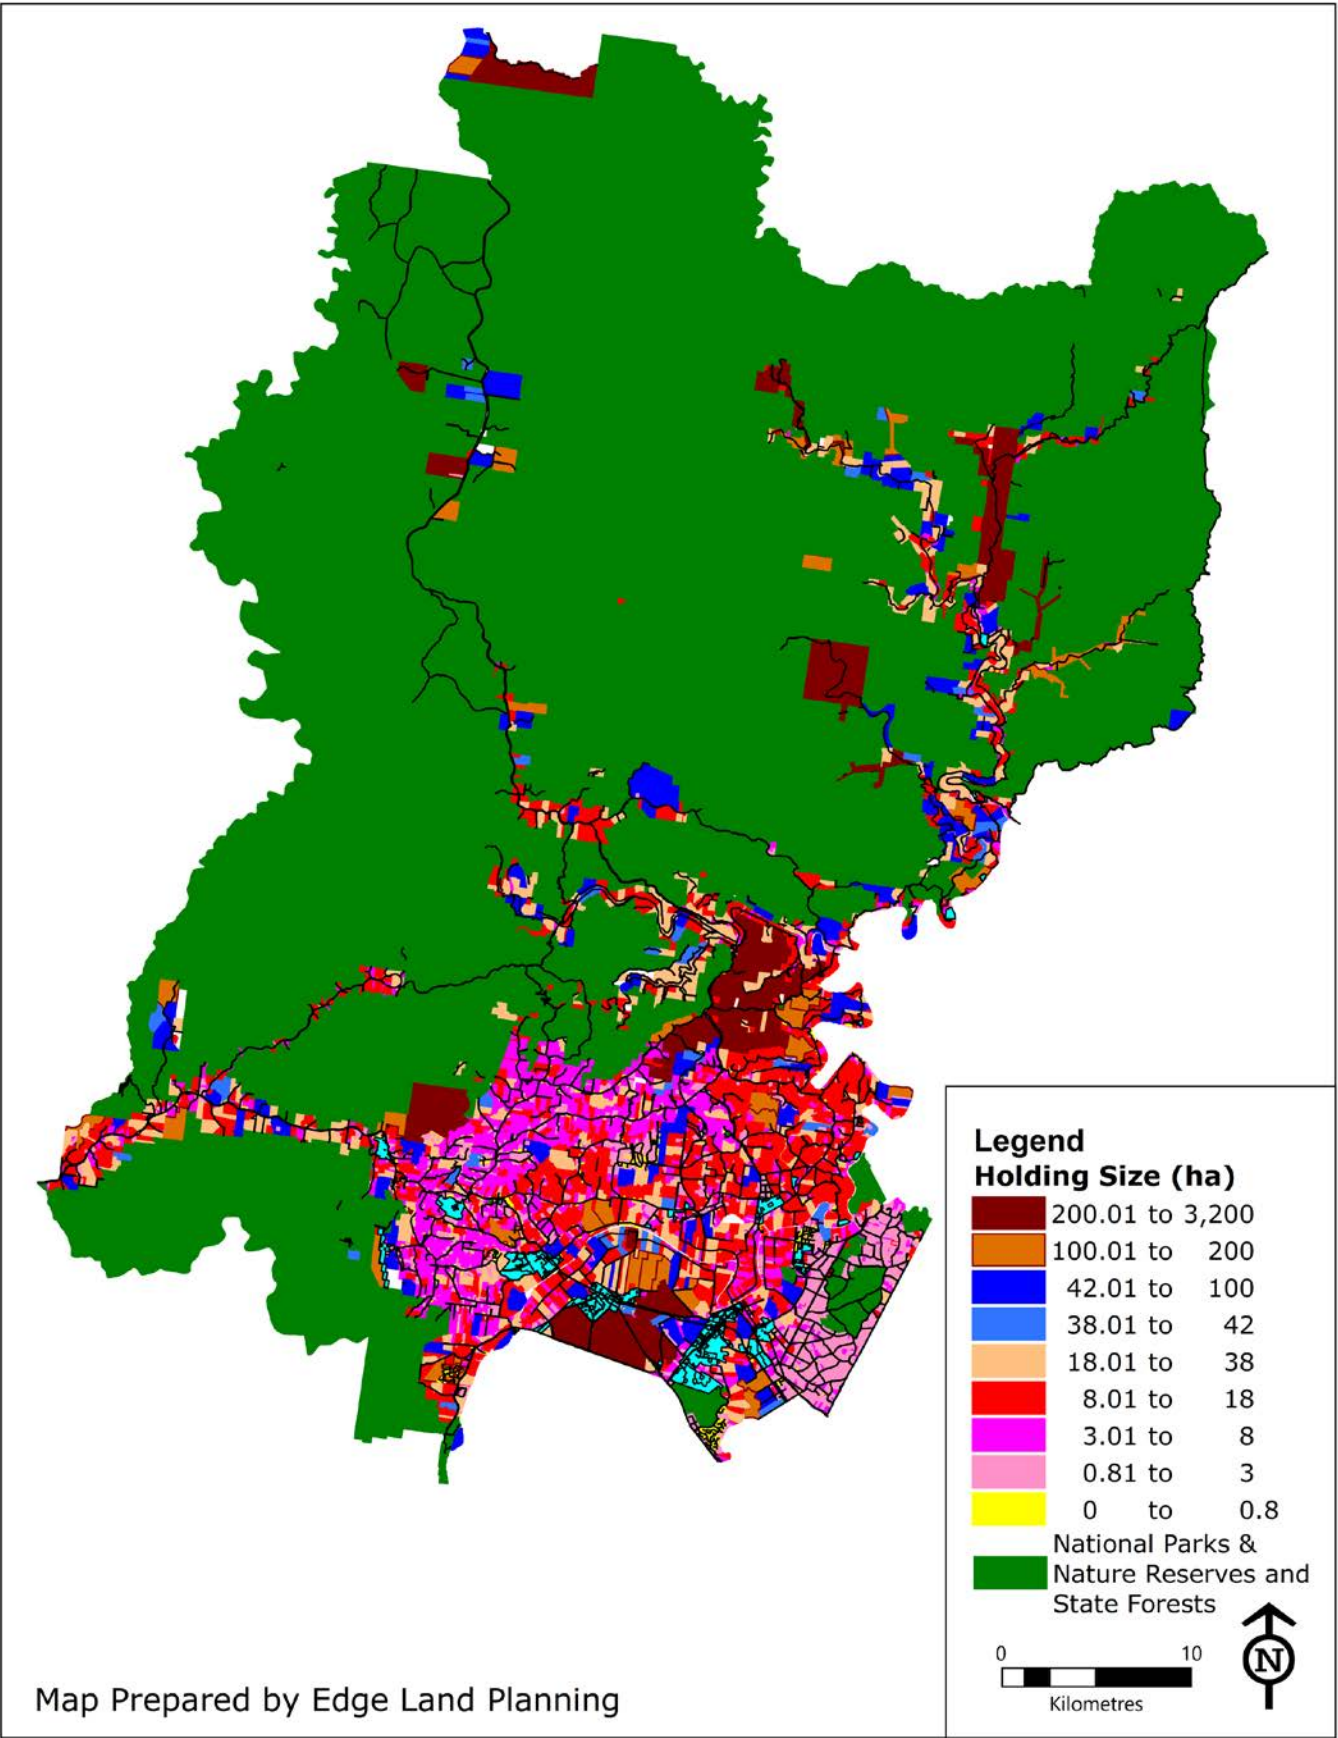 Legend
Holding Size (ha)
200.01 to 3,200
100.01 to 200
42.01 to 100
38.01 to 42
18.01 to 38
8.01 to 18
3.01 to 8
0.81 to 3
0 to 0.8
National Parks &
Nature Reserves and
State Forests
0 10
N
Kilometres
Map Prepared by Edge Land Planning